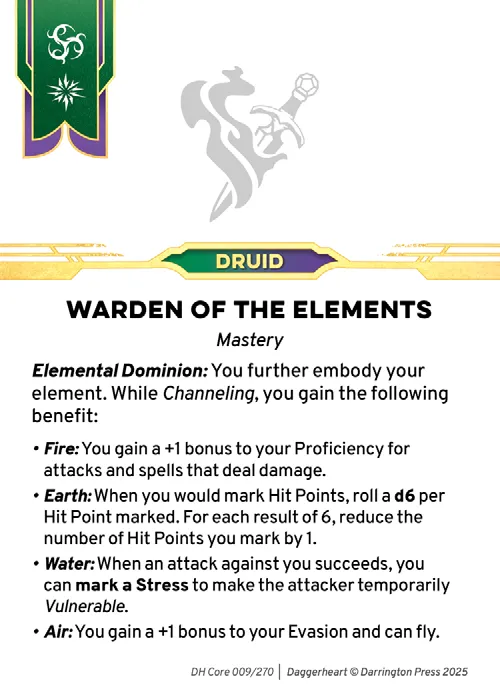 DRUID
WARDEN OF THE ELEMENTS
Mastery
Elemental Dominion: You further embody your
element. While Channeling, you gain the following
benefit:
• Fire: You gain a +1 bonus to your Proficiency for
attacks and spells that deal damage.
• Earth: When you would mark Hit Points, roll a d6 per
Hit Point marked. For each result of 6, reduce the
number of Hit Points you mark by 1.
• Water: When an attack against you succeeds, you
can mark a Stress to make the attacker temporarily
Vulnerable.
• Air: You gain a +1 bonus to your Evasion and can fly.
DH Core 009/270 | Daggerheart © Darrington Press 2025